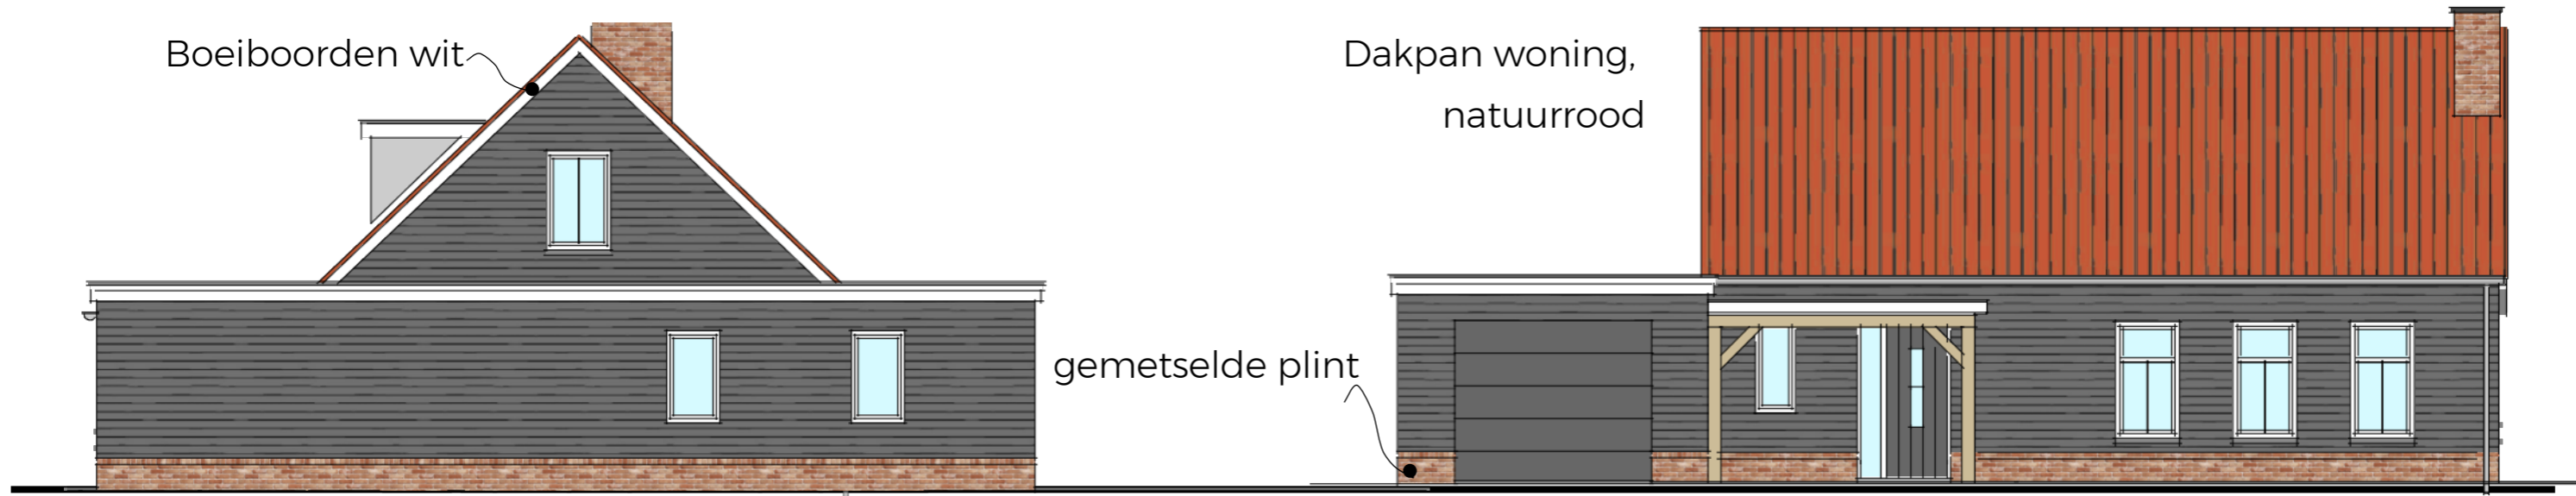 Boeiboorden wit
Dakpan woning,
natuurrood
gemetselde plint